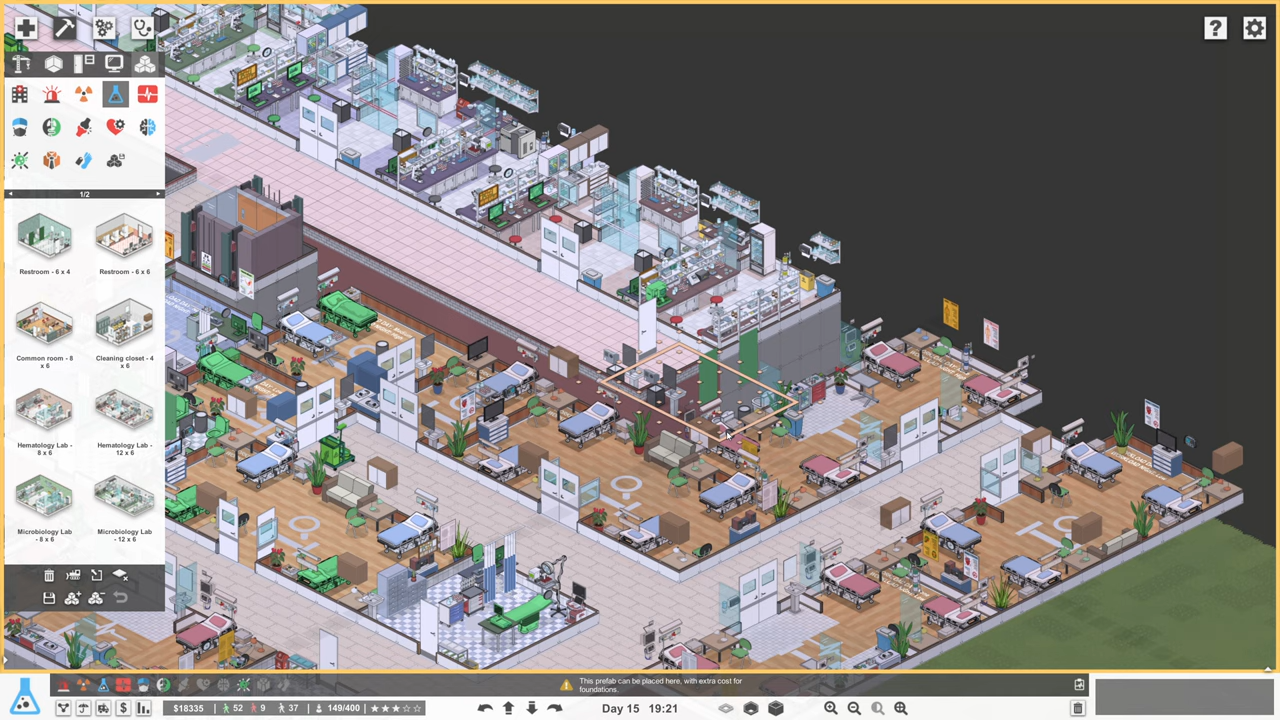 1/2
Restroom - 6 x 4
Restroom - 6 x 6
Common room - 8 x 6
Cleaning closet - 4 x 6
Hematology Lab - 8 x 6
Hematology Lab - 12 x 6
Microbiology Lab - 8 x 6
Microbiology Lab - 12 x 6
This prefab can be placed here, with extra cost for
foundations.
$18335
52
9
37
149/400
Day 15 19:21